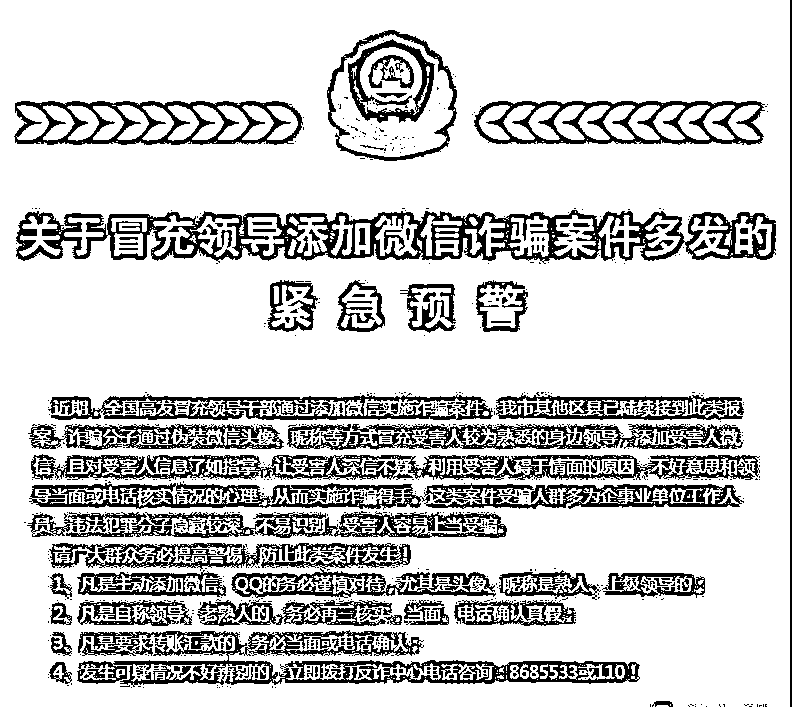 关于冒充领导添加微信诈骗案件多发的
紧急预警
近期，全国高发冒充领导干部通过添加微信实施诈骗案件。我市其他区县已陆续接到此类报
案。诈骗分子通过伪装微信头像、昵称等方式冒充受害人较为熟悉的身边领导，添加受害人微
信，且对受害人信息了如指掌，让受害人深信不疑，利用受害人碍于情面的原因，不好意思和领
导当面或电话核实情况的心理，从而实施诈骗得手。这类案件受骗人群多为企事业单位工作人
员，违法犯罪分子隐藏较深，不易识别，受害人容易上当受骗。
请广大群众务必提高警惕，防止此类案件发生！
1、凡是主动添加微信、QQ的务必谨慎对待，尤其是头像、昵称是熟人、上级领导的；
2、凡是自称领导、老熟人的，务必再三核实，当面、电话确认真假；
3、凡是要求转账汇款的，务必当面或电话确认；
4、发生可疑情况不好辨别的，立即拨打反诈中心电话咨询：8685533或110！